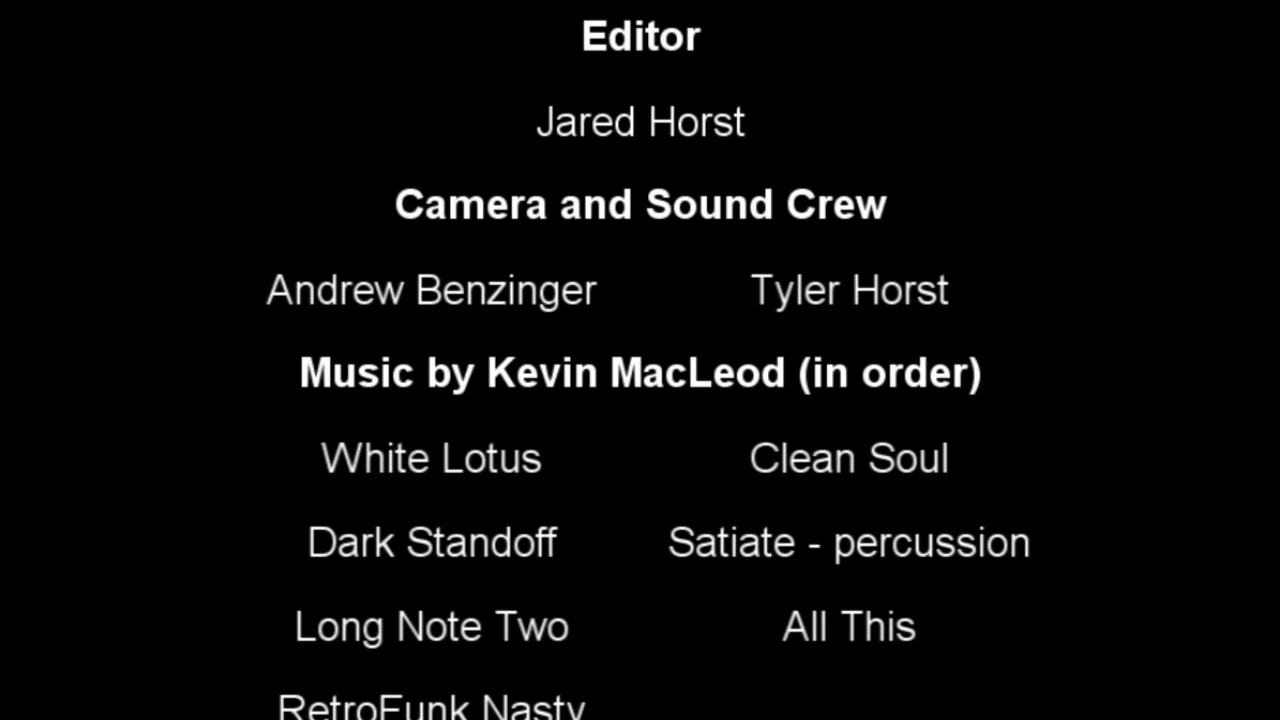 Editor
Jared Horst
Camera and Sound Crew
Andrew Benzinger Tyler Horst
Music by Kevin MacLeod (in order)
White Lotus Clean Soul
Dark Standoff Satiate - percussion
Long Note Two All This
RetroFunk Nasty